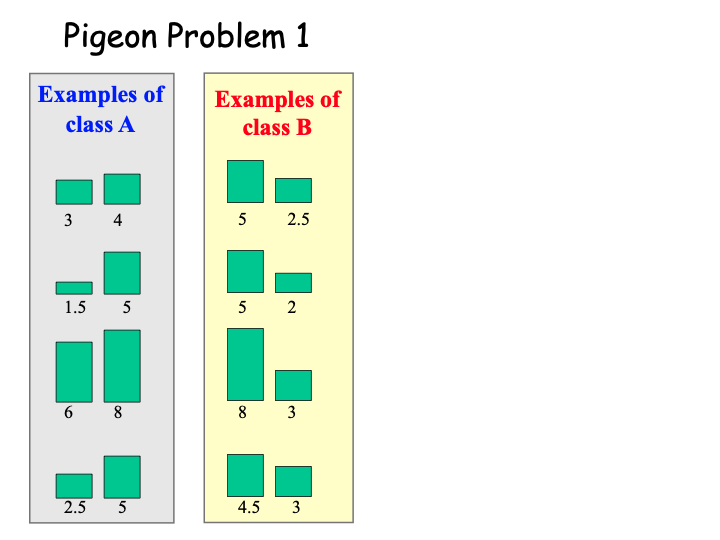 Pigeon Problem 1
Examples of
class A
3 4
1.5 5
6 8
2.5 5
Examples of
class B
5 2.5
5 2
8 3
4.5 3